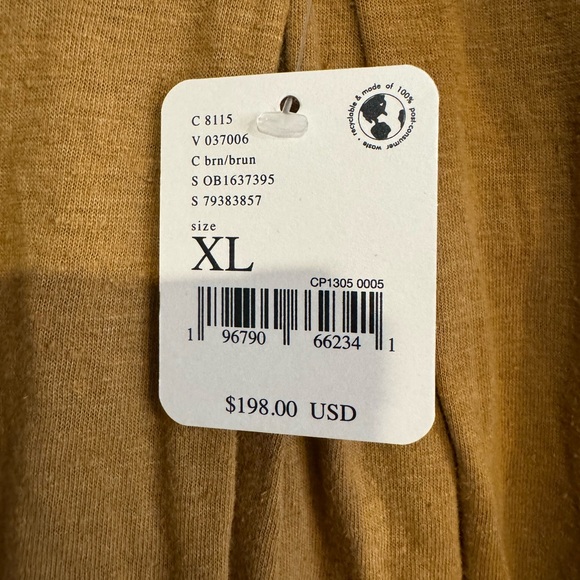 C 8115
V 037006
C brn/brun
S OB1637395
S 79383857
recyclable & made of 100% post-consumer waste •
size
XL
CP1305 0005
1 96790 66234 1
$198.00 USD